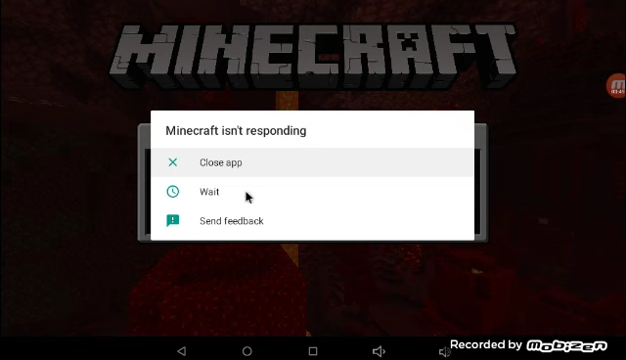 MINECRAFT
Minecraft isn't responding
Close app
Wait
Send feedback
Recorded by mobizen